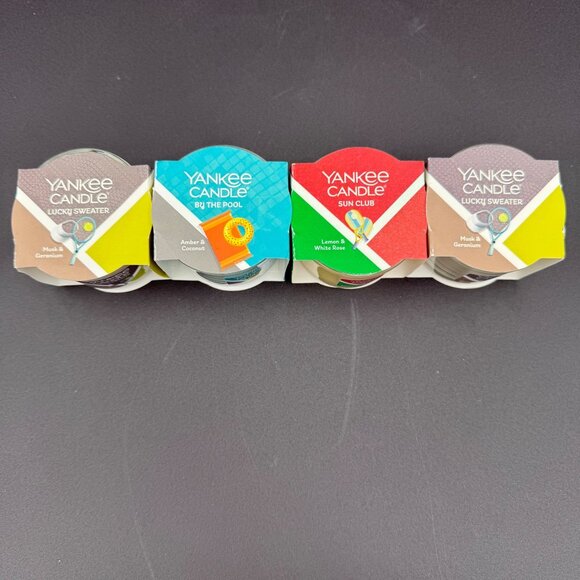 YANKEE
CANDLE®
LUCKY SWEATER
Musk &
Geranium
YANKEE
CANDLE®
BY THE POOL
Amber &
Coconut
YANKEE
CANDLE®
SUN CLUB
Lemon &
White Rose
YANKEE
CANDLE®
LUCKY SWEATER
Musk &
Geranium